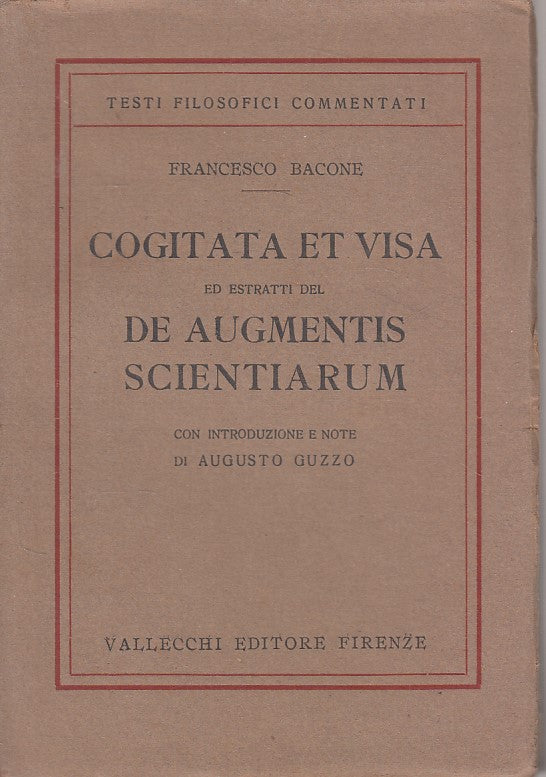 TESTI FILOSOFICI COMMENTATI
FRANCESCO BACONE
COGITATA ET VISA
ED ESTRATTI DEL
DE AUGMENTIS
SCIENTIARUM
CON INTRODUZIONE E NOTE
DI AUGUSTO GUZZO
VALLECCHI EDITORE FIRENZE